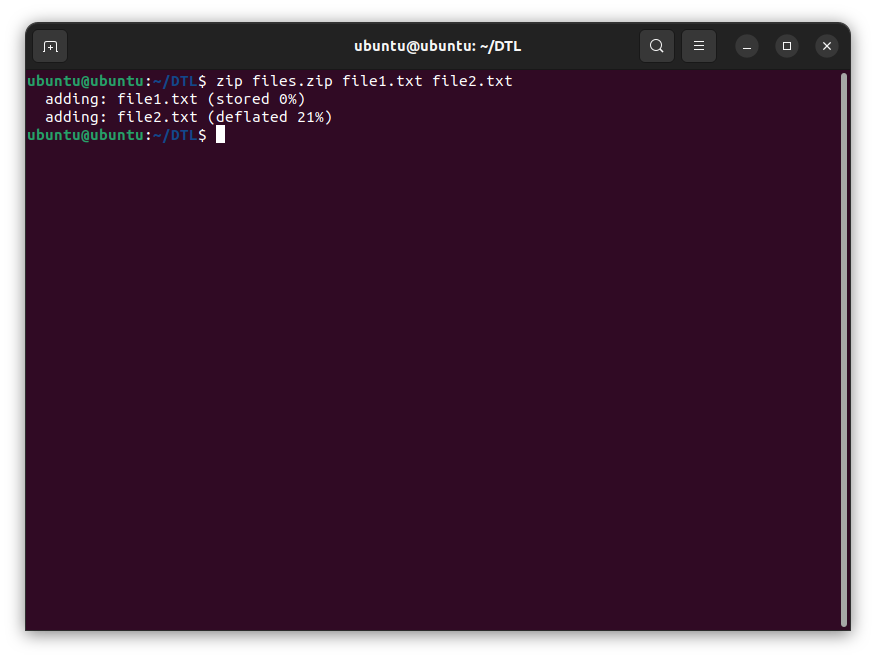 ubuntu@ubuntu: ~/DTL
ubuntu@ubuntu:~/DTL$ zip files.zip file1.txt file2.txt
  adding: file1.txt (stored 0%)
  adding: file2.txt (deflated 21%)
ubuntu@ubuntu:~/DTL$